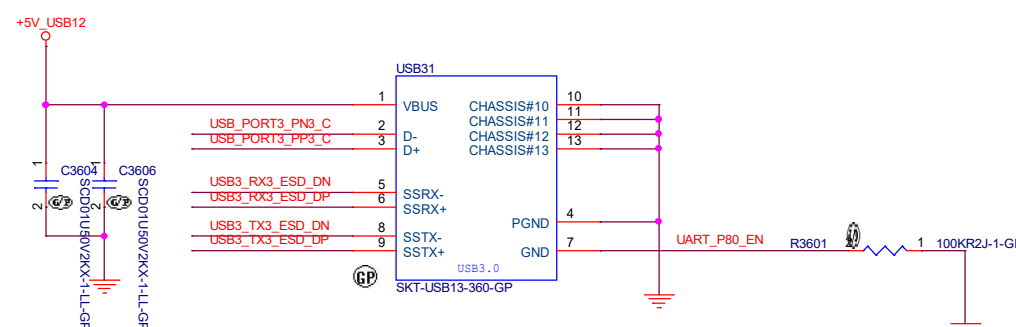 +5V_USB12
USB31
1 VBUS CHASSIS#10 10
CHASSIS#11 11
USB_PORT3_PN3_C 2 D- CHASSIS#12 12
USB_PORT3_PP3_C 3 D+ CHASSIS#13 13
1 C3604 1 C3606
2 G/P 2 G/P
SCD01U50V2KX-1-LL-GP
SCD01U50V2KX-1-LL-GP
USB3_RX3_ESD_DN 5 SSRX-
USB3_RX3_ESD_DP 6 SSRX+
PGND 4
USB3_TX3_ESD_DN 8 SSTX-
USB3_TX3_ESD_DP 9 SSTX+ GND 7 UART_P80_EN R3601 2 1 100KR2J-1-GP
USB3.0
GP SKT-USB13-360-GP